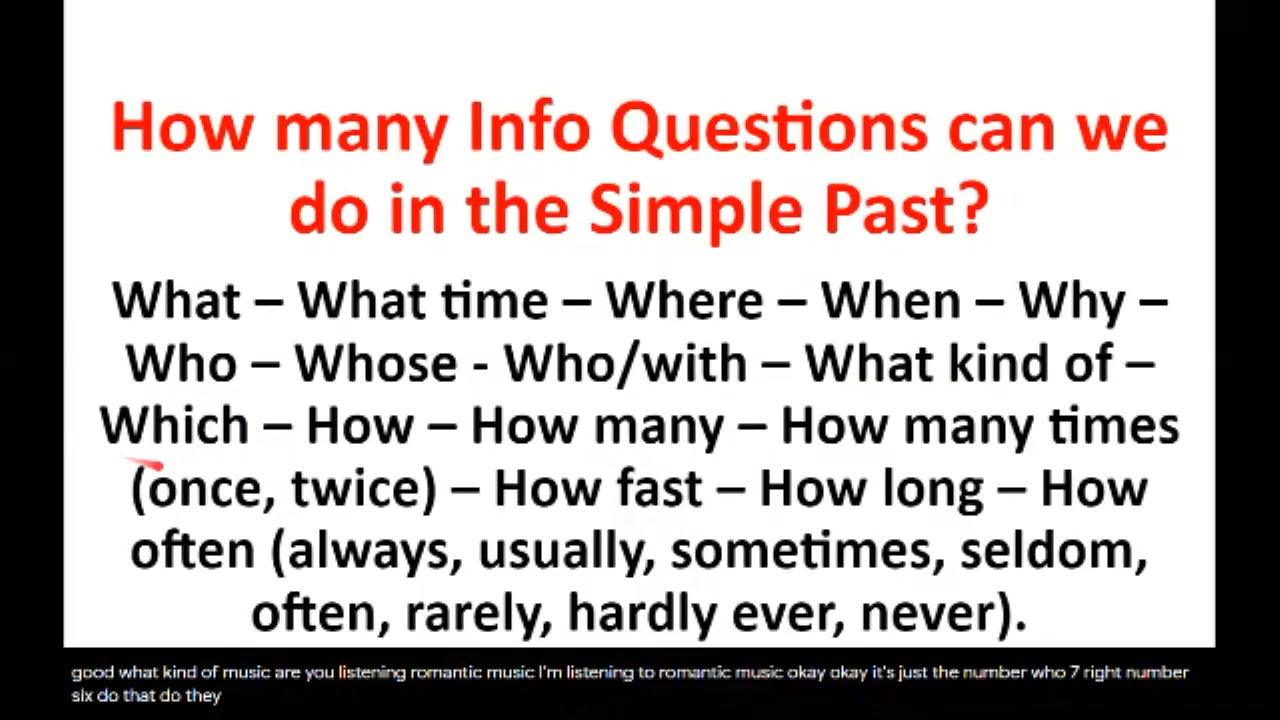 How many Info Questions can we
do in the Simple Past?
What – What time – Where – When – Why –
Who – Whose - Who/with – What kind of –
Which – How – How many – How many times
(once, twice) – How fast – How long – How
often (always, usually, sometimes, seldom,
often, rarely, hardly ever, never).
good what kind of music are you listening romantic music I'm listening to romantic music okay okay it's just the number who 7 right number
six do that do they